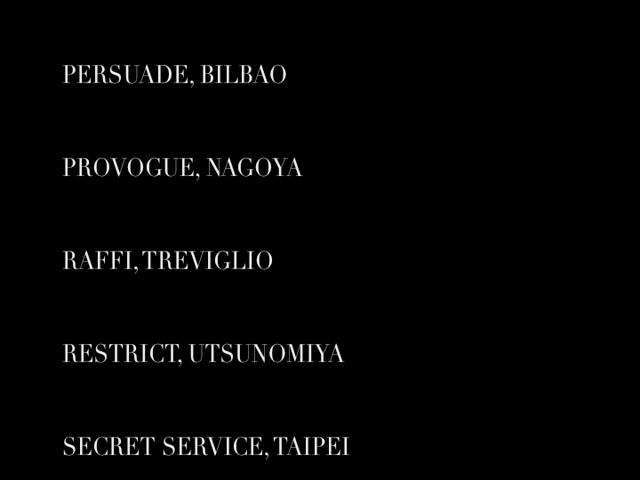 PERSUADE, BILBAO
PROVOGUE, NAGOYA
RAFFI, TREVIGLIO
RESTRICT, UTSUNOMIYA
SECRET SERVICE, TAIPEI